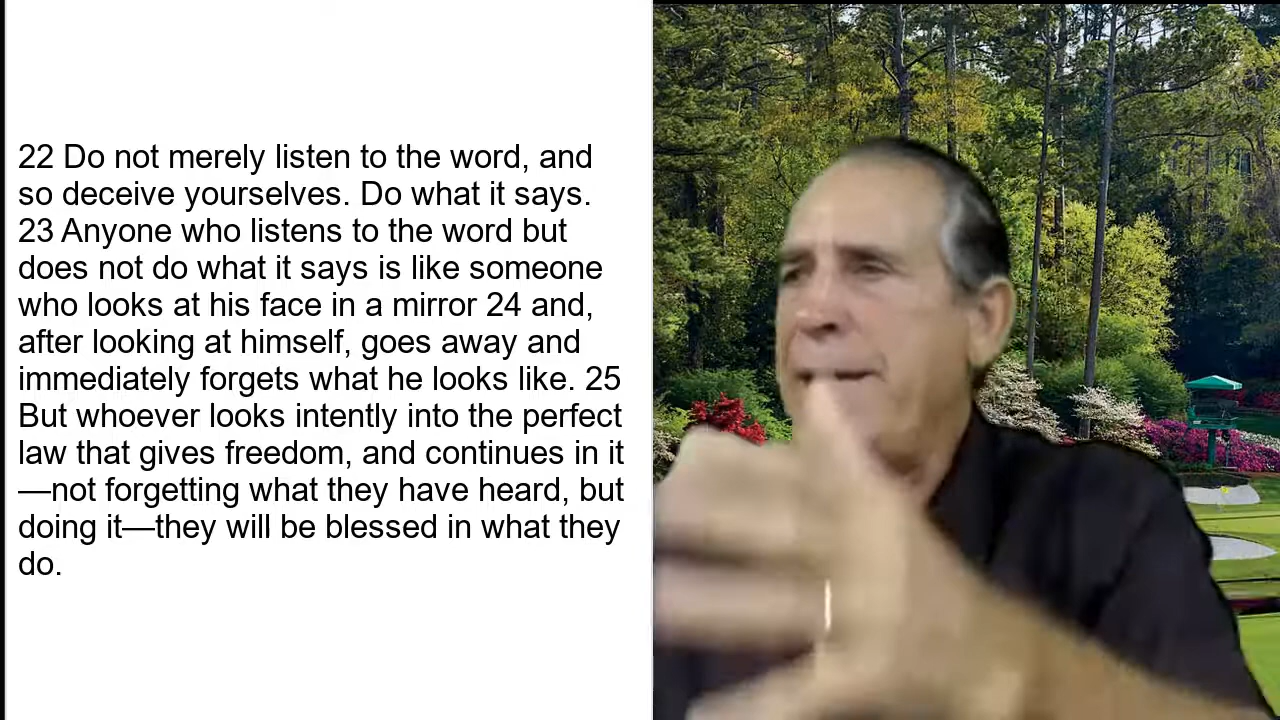 22 Do not merely listen to the word, and
so deceive yourselves. Do what it says.
23 Anyone who listens to the word but
does not do what it says is like someone
who looks at his face in a mirror 24 and,
after looking at himself, goes away and
immediately forgets what he looks like. 25
But whoever looks intently into the perfect
law that gives freedom, and continues in it
—not forgetting what they have heard, but
doing it—they will be blessed in what they
do.